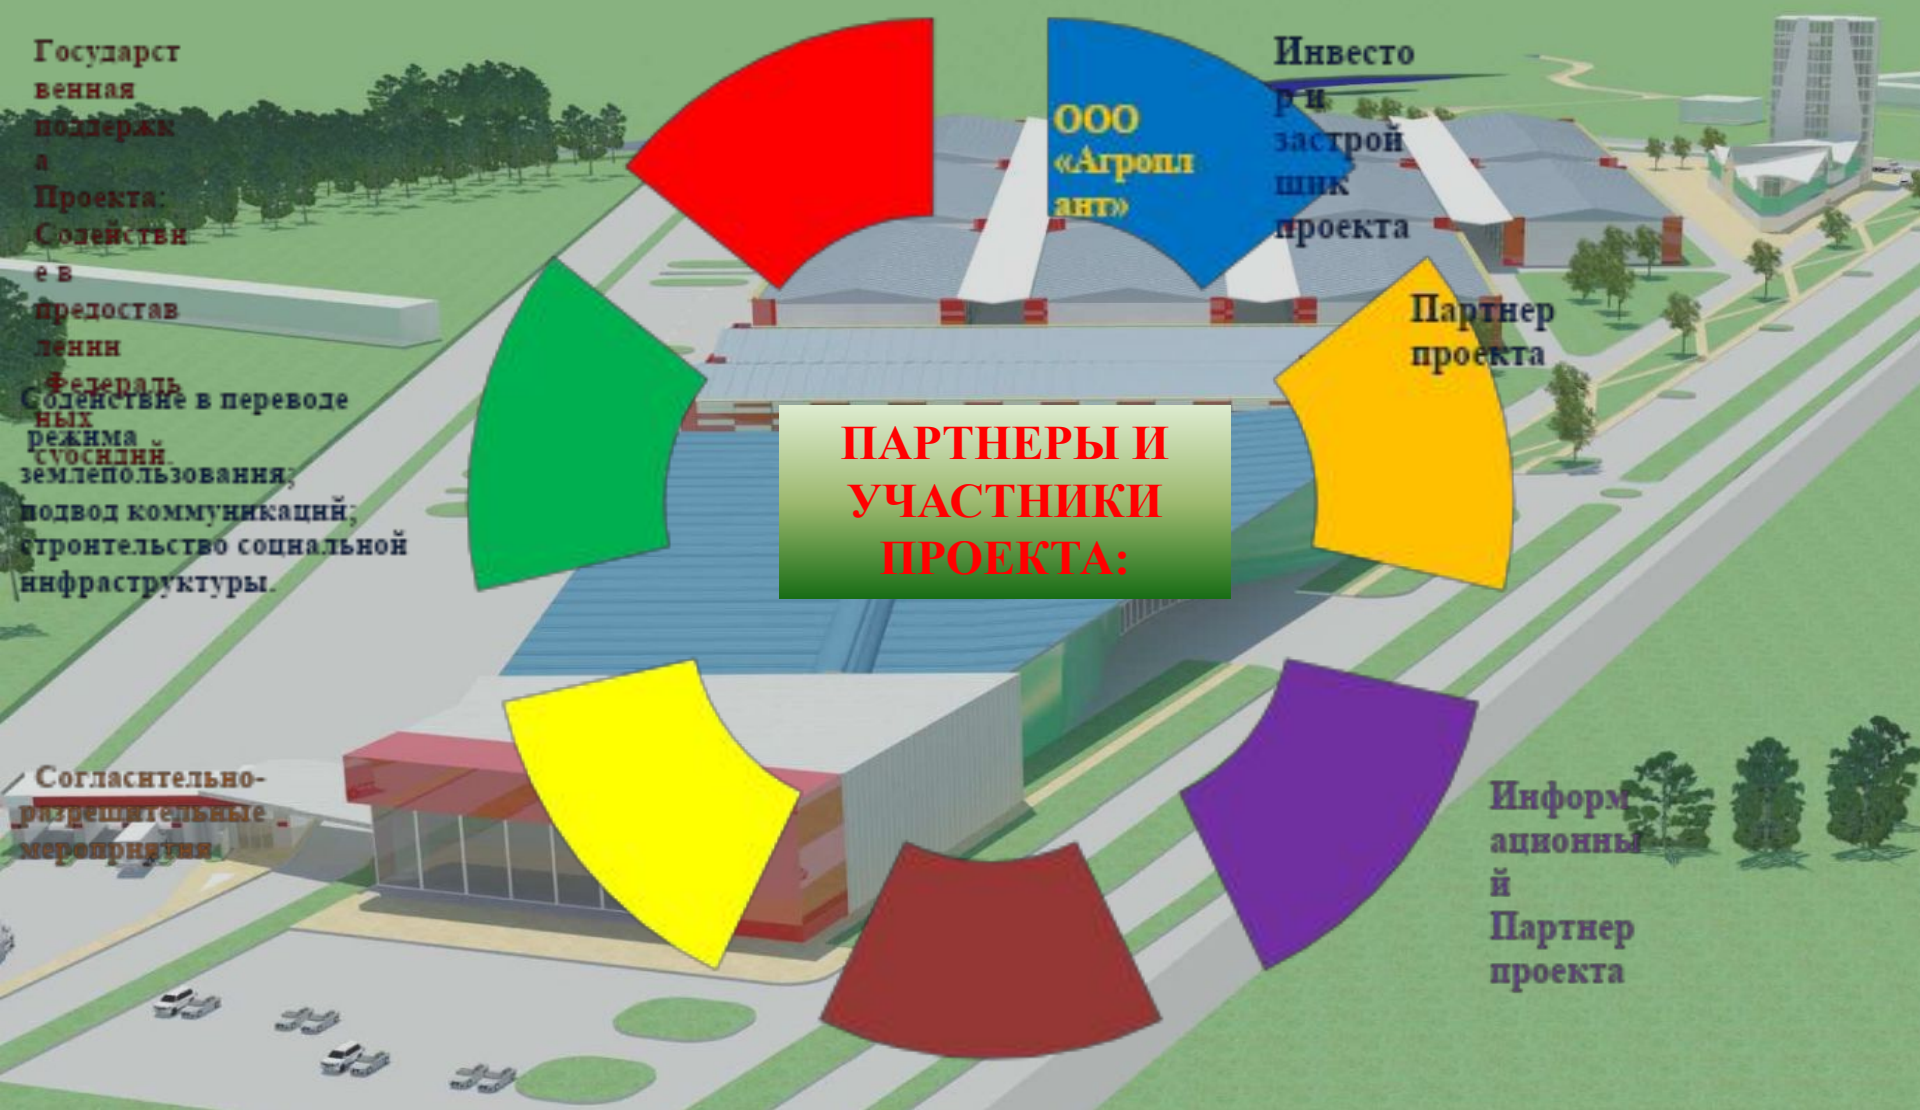 Государст
венная
поддержк
а
Проекта:
Содействи
е в
предостав
лении
Федераль
ных
субсидий.
Содействие в переводе
режима
землепользования;
подвод коммуникаций;
строительство социальной
инфраструктуры.
Согласительно-
разрешительные
мероприятия
ООО
«Агропл
ант»
Инвесто
р и
застрой
щик
проекта
Партнер
проекта
ПАРТНЕРЫ И
УЧАСТНИКИ
ПРОЕКТА:
Информ
ационны
й
Партнер
проекта